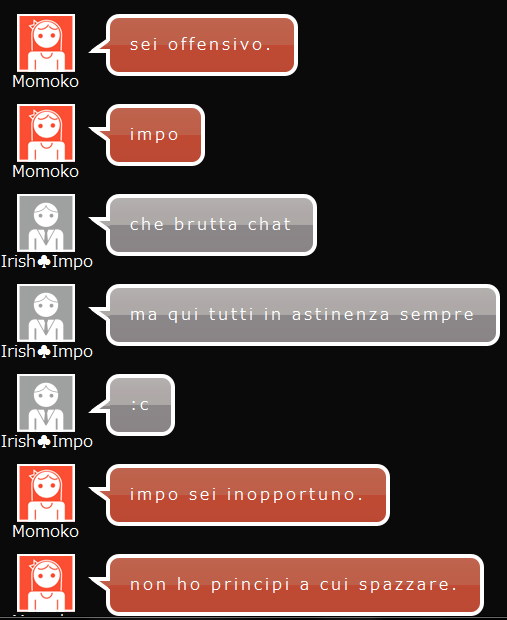 sei offensivo.
Momoko
impo
Momoko
che brutta chat
Irish♣Impo
ma qui tutti in astinenza sempre
Irish♣Impo
:c
Irish♣Impo
impo sei inopportuno.
Momoko
non ho principi a cui spazzare.